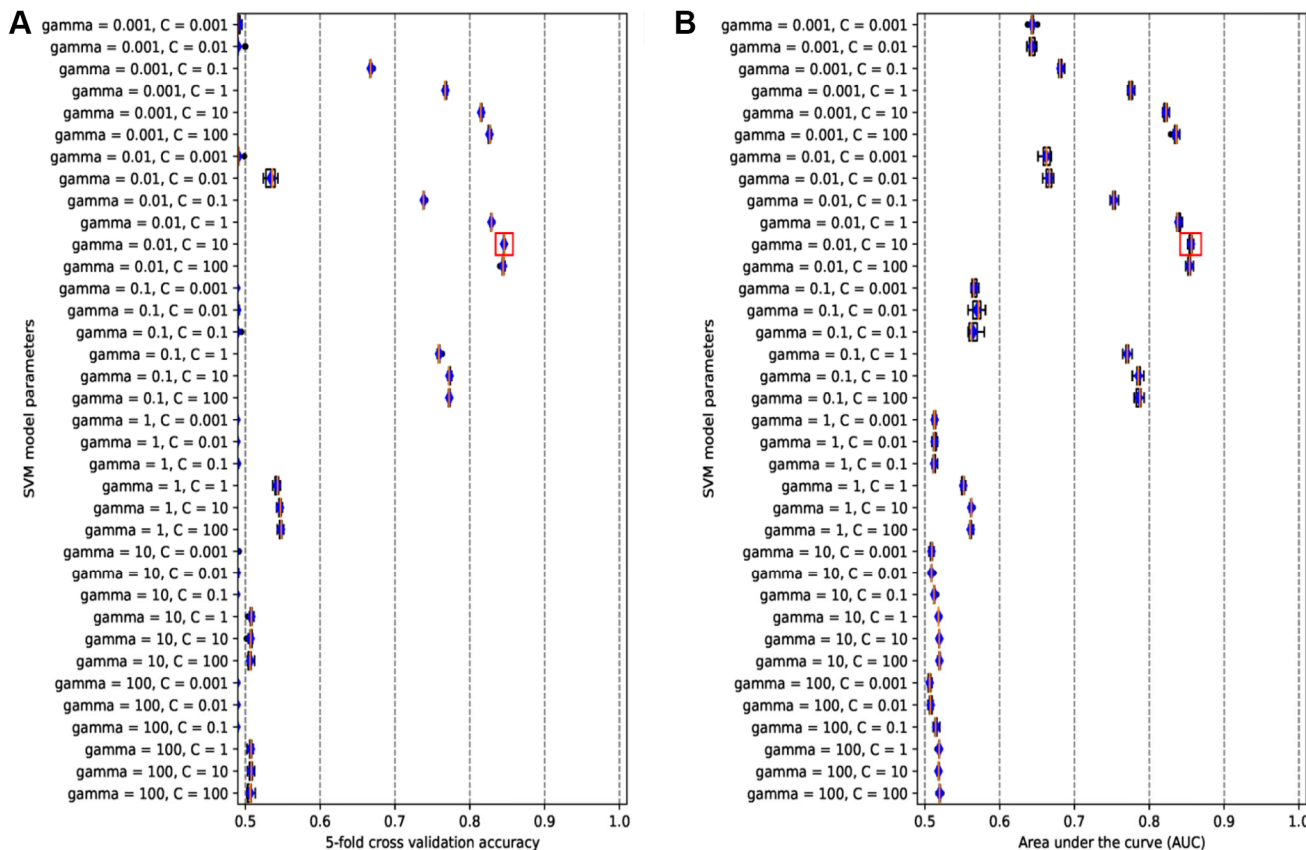 A
SVM model parameters
gamma = 0.001, C = 0.001
gamma = 0.001, C = 0.01
gamma = 0.001, C = 0.1
gamma = 0.001, C = 1
gamma = 0.001, C = 10
gamma = 0.001, C = 100
gamma = 0.01, C = 0.001
gamma = 0.01, C = 0.01
gamma = 0.01, C = 0.1
gamma = 0.01, C = 1
gamma = 0.01, C = 10
gamma = 0.01, C = 100
gamma = 0.1, C = 0.001
gamma = 0.1, C = 0.01
gamma = 0.1, C = 0.1
gamma = 0.1, C = 1
gamma = 0.1, C = 10
gamma = 0.1, C = 100
gamma = 1, C = 0.001
gamma = 1, C = 0.01
gamma = 1, C = 0.1
gamma = 1, C = 1
gamma = 1, C = 10
gamma = 1, C = 100
gamma = 10, C = 0.001
gamma = 10, C = 0.01
gamma = 10, C = 0.1
gamma = 10, C = 1
gamma = 10, C = 10
gamma = 10, C = 100
gamma = 100, C = 0.001
gamma = 100, C = 0.01
gamma = 100, C = 0.1
gamma = 100, C = 1
gamma = 100, C = 10
gamma = 100, C = 100
0.5 0.6 0.7 0.8 0.9 1.0
5-fold cross validation accuracy
B
SVM model parameters
gamma = 0.001, C = 0.001
gamma = 0.001, C = 0.01
gamma = 0.001, C = 0.1
gamma = 0.001, C = 1
gamma = 0.001, C = 10
gamma = 0.001, C = 100
gamma = 0.01, C = 0.001
gamma = 0.01, C = 0.01
gamma = 0.01, C = 0.1
gamma = 0.01, C = 1
gamma = 0.01, C = 10
gamma = 0.01, C = 100
gamma = 0.1, C = 0.001
gamma = 0.1, C = 0.01
gamma = 0.1, C = 0.1
gamma = 0.1, C = 1
gamma = 0.1, C = 10
gamma = 0.1, C = 100
gamma = 1, C = 0.001
gamma = 1, C = 0.01
gamma = 1, C = 0.1
gamma = 1, C = 1
gamma = 1, C = 10
gamma = 1, C = 100
gamma = 10, C = 0.001
gamma = 10, C = 0.01
gamma = 10, C = 0.1
gamma = 10, C = 1
gamma = 10, C = 10
gamma = 10, C = 100
gamma = 100, C = 0.001
gamma = 100, C = 0.01
gamma = 100, C = 0.1
gamma = 100, C = 1
gamma = 100, C = 10
gamma = 100, C = 100
0.5 0.6 0.7 0.8 0.9 1.0
Area under the curve (AUC)